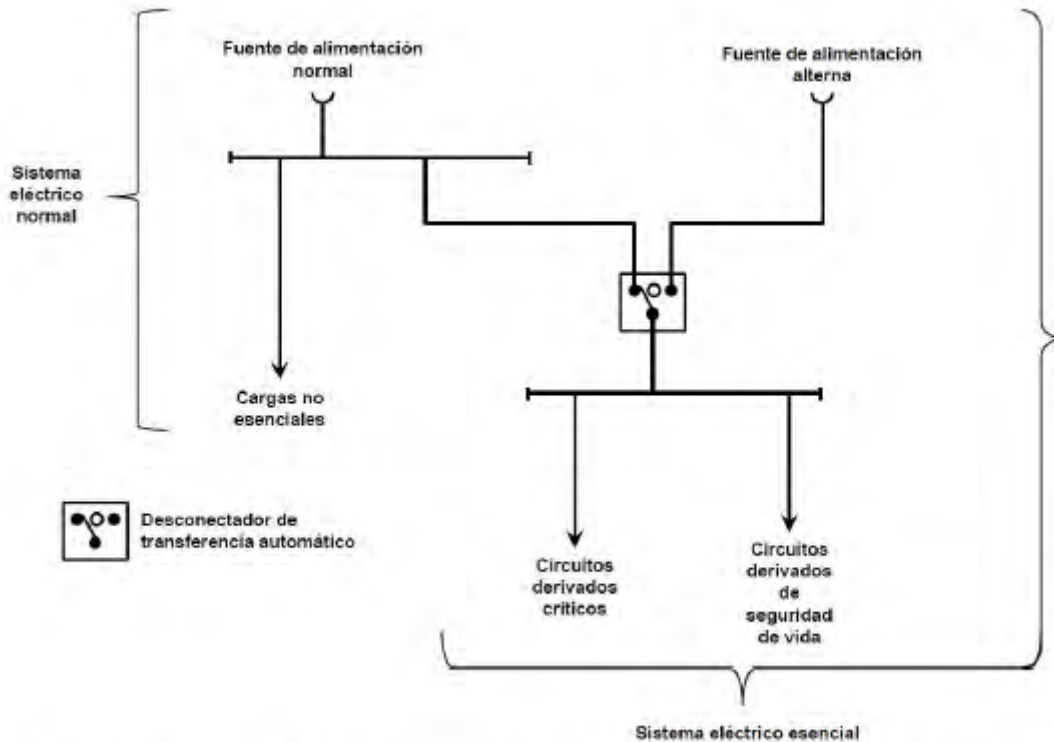 Fuente de alimentación
normal
Fuente de alimentación
alterna
Sistema
eléctrico
normal
Cargas no
esenciales
Desconectador de
transferencia automático
Circuitos
derivados
críticos
Circuitos
derivados
de
seguridad
de vida
Sistema eléctrico esencial